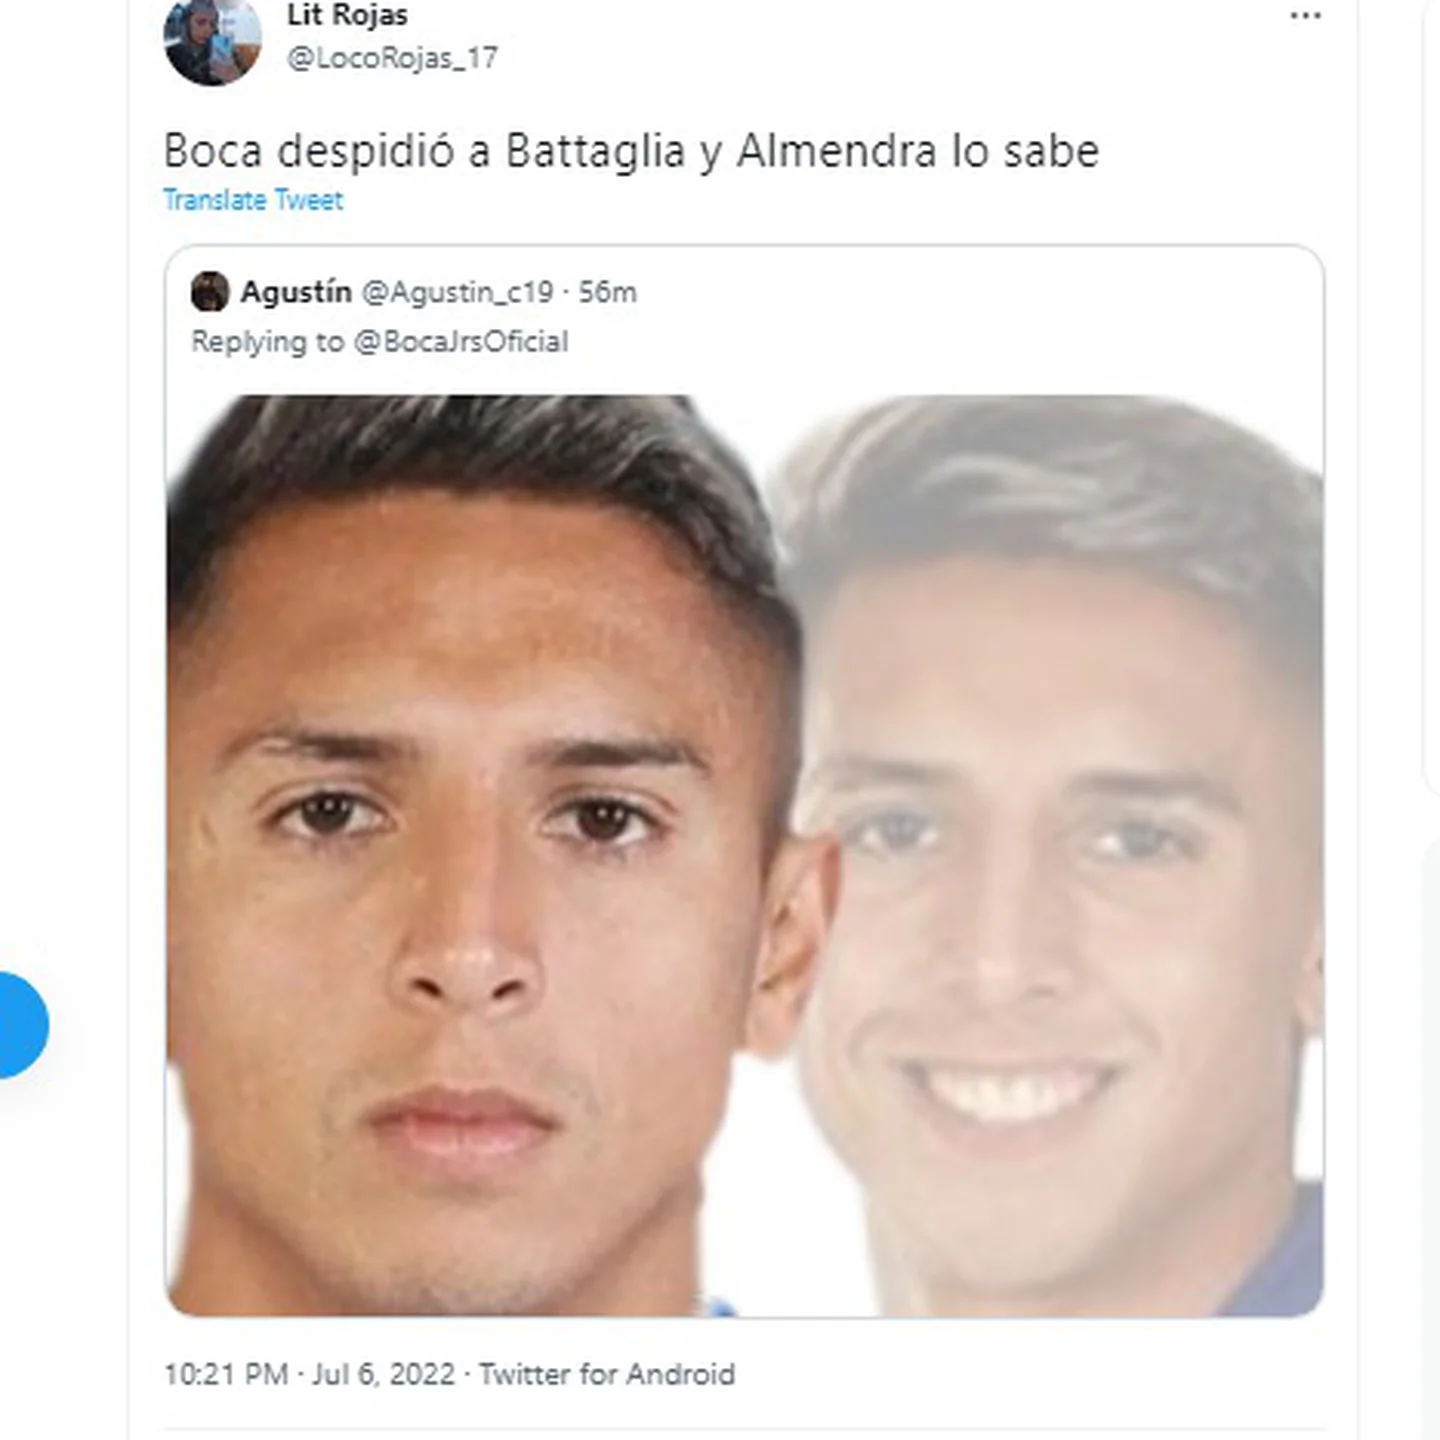 Lit Rojas
@LocoRojas_17
Boca despidió a Battaglia y Almendra lo sabe
Translate Tweet
Agustín @Agustin_c19 · 56m
Replying to @BocaJrsOficial
10:21 PM · Jul 6, 2022 · Twitter for Android